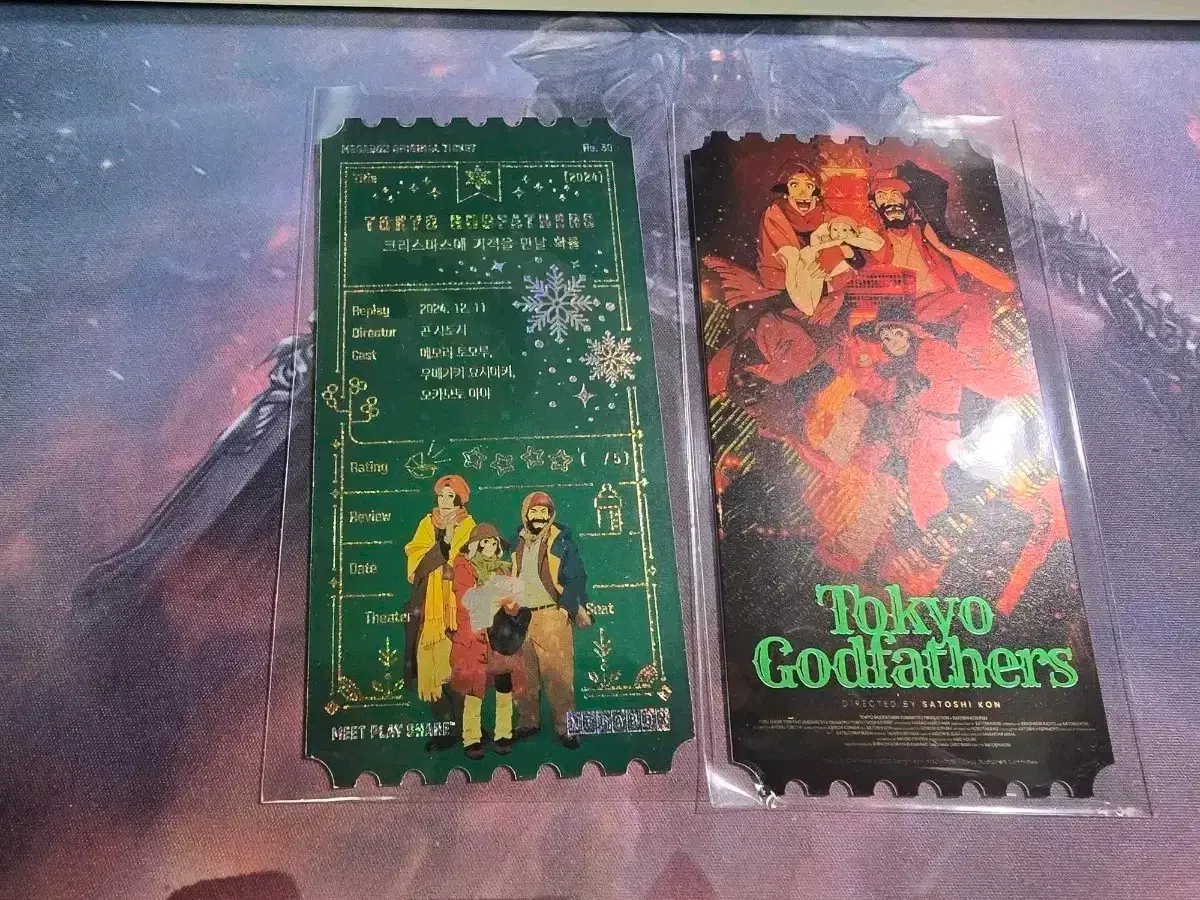 MEGABOX ORIGINAL TICKET
Re. 30
Title
[2024]
TOKYO GODFATHERS
크리스마스에 기적을 만날 확률
Replay 2024. 12. 11
Director 곤 사토시
Cast 에모리 토오루,
우메가키 요시아키,
오카모토 아야
Rating ( /5)
Review
Date
Theater
Seat
MEET PLAY SHARE
MEGABOX
Tokyo
Godfathers
DIRECTED BY SATOSHI KON